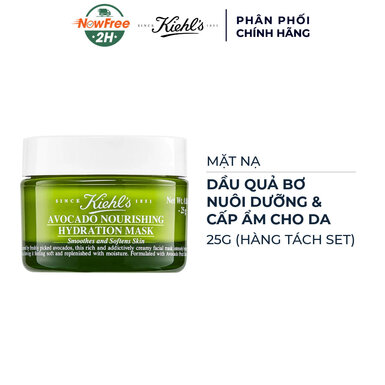 NowFree
2H
SINCE Kiehl's 1851
PHÂN PHỐI
CHÍNH HÃNG
SINCE Kiehl's 1851
AVOCADO NOURISHING
HYDRATION MASK
Smoothes and Softens Skin
MẶT NẠ
DẦU QUẢ BƠ
NUÔI DƯỠNG &
CẤP ẨM CHO DA
25G (HÀNG TÁCH SET)